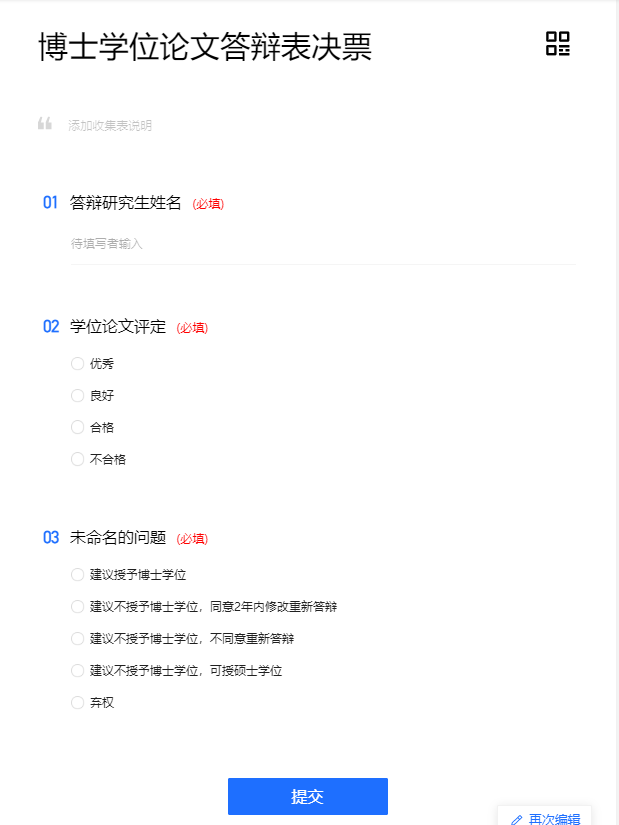 博士学位论文答辩表决票
添加收集表说明
01 答辩研究生姓名 (必填)
待填写者输入
02 学位论文评定 (必填)
优秀
良好
合格
不合格
03 未命名的问题 (必填)
建议授予博士学位
建议不授予博士学位，同意2年内修改重新答辩
建议不授予博士学位，不同意重新答辩
建议不授予博士学位，可授硕士学位
弃权
提交
再次编辑